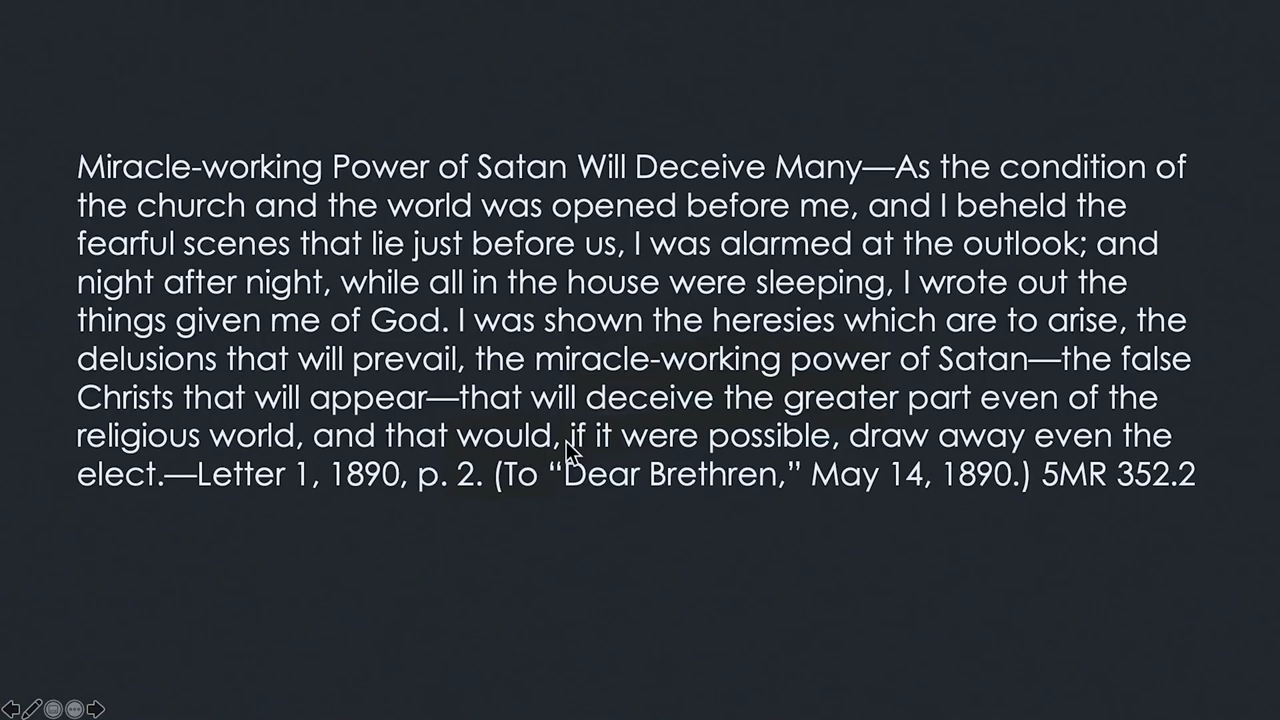 Miracle-working Power of Satan Will Deceive Many—As the condition of
the church and the world was opened before me, and I beheld the
fearful scenes that lie just before us, I was alarmed at the outlook; and
night after night, while all in the house were sleeping, I wrote out the
things given me of God. I was shown the heresies which are to arise, the
delusions that will prevail, the miracle-working power of Satan—the false
Christs that will appear—that will deceive the greater part even of the
religious world, and that would, if it were possible, draw away even the
elect.—Letter 1, 1890, p. 2. (To “Dear Brethren,” May 14, 1890.) 5MR 352.2